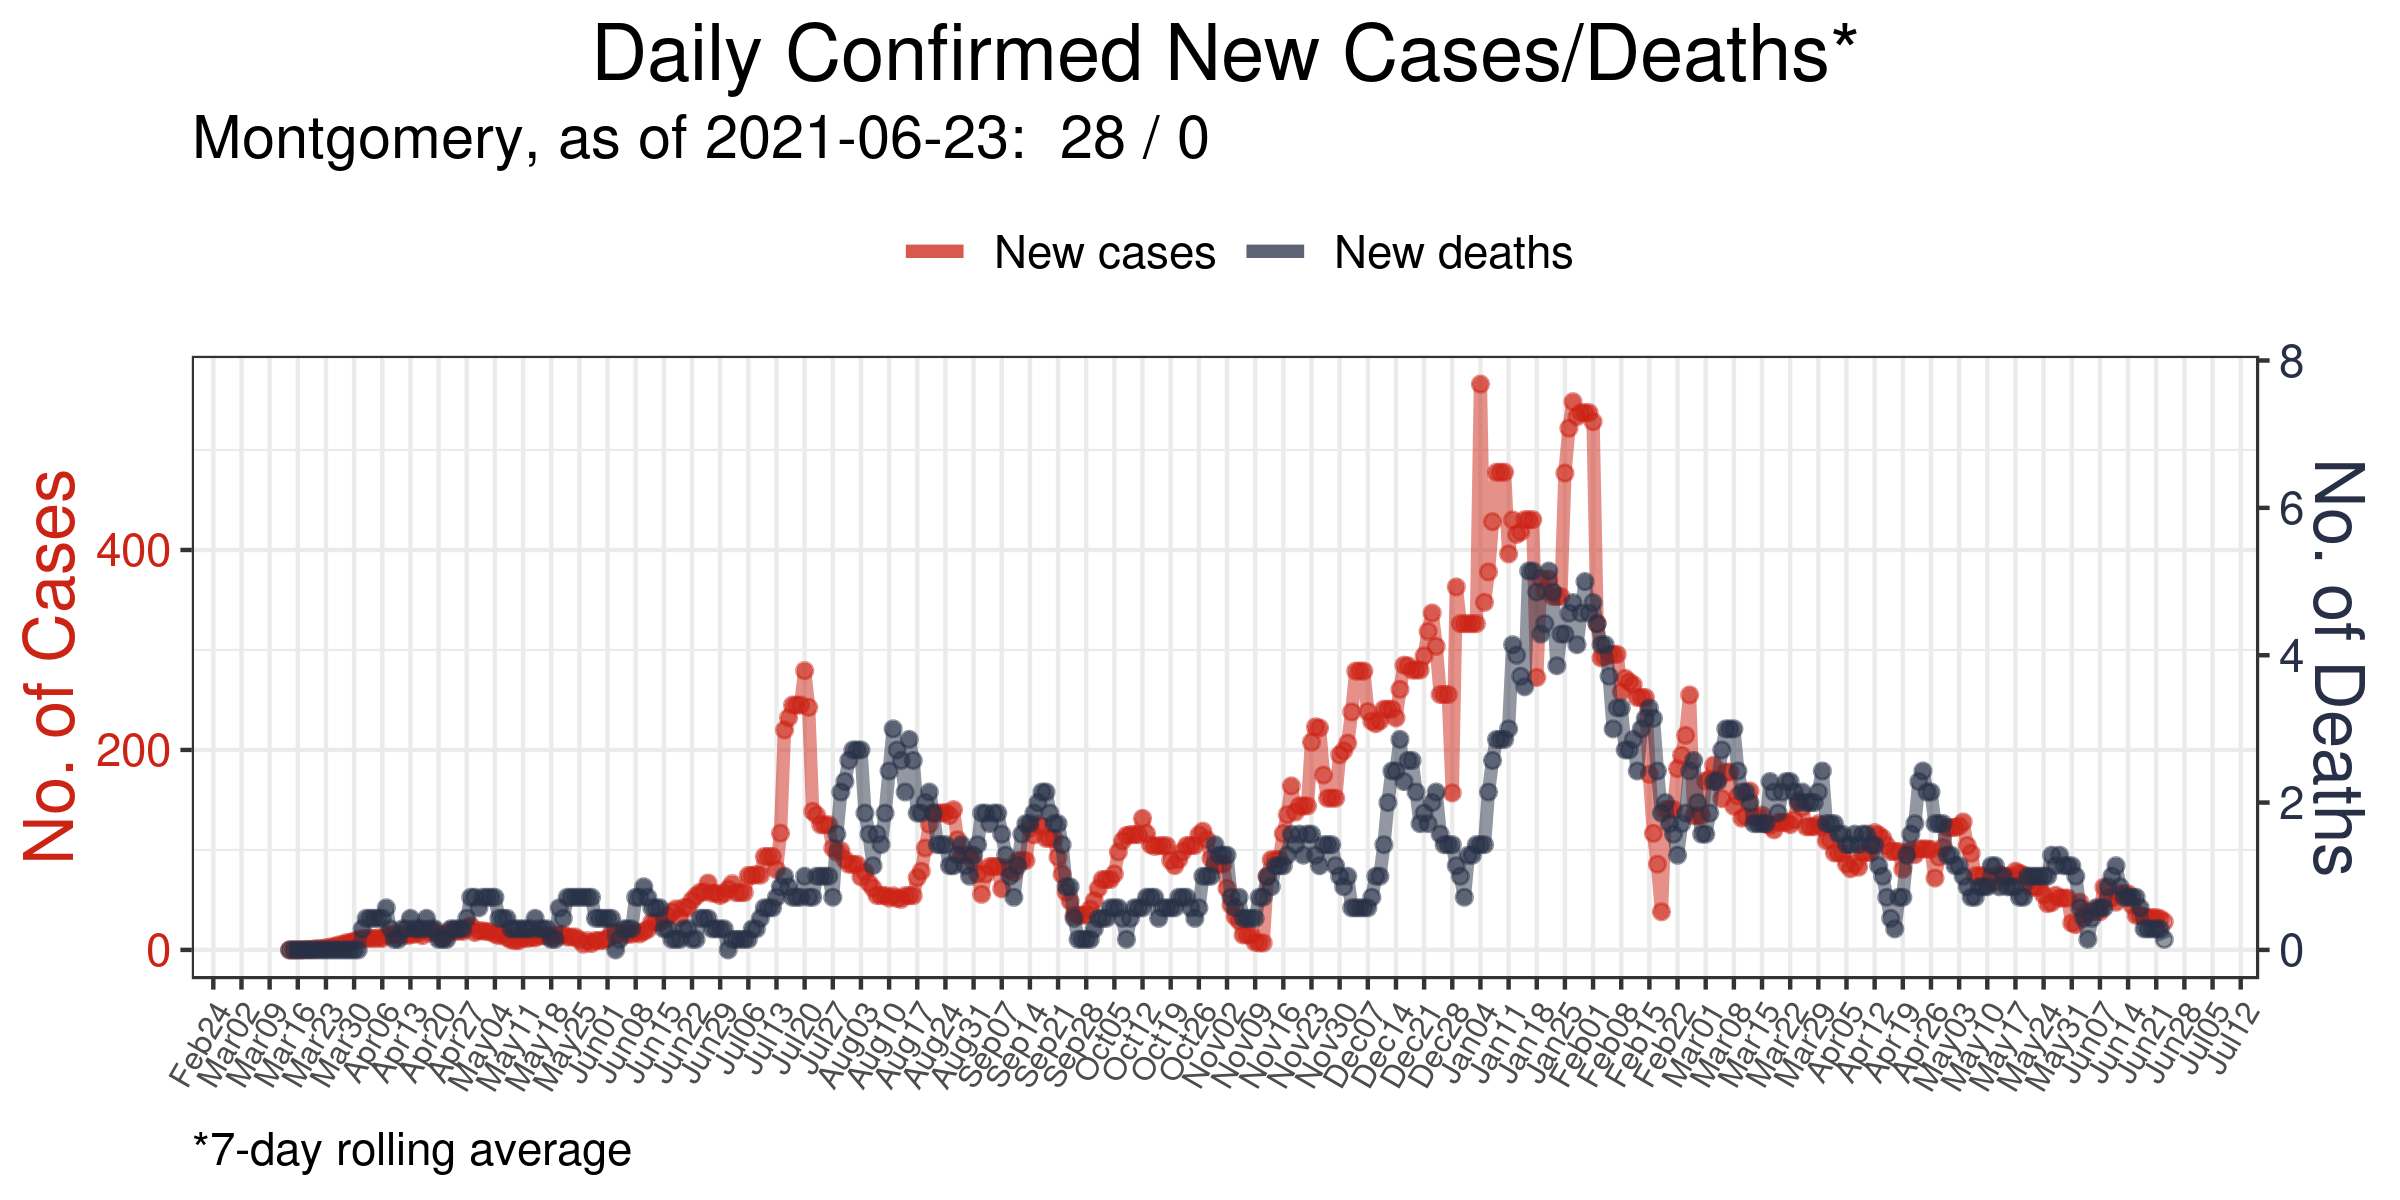 Daily Confirmed New Cases/Deaths*
Montgomery, as of 2021-06-23:  28 / 0
New cases
New deaths
No. of Cases
400
200
0
8
6
4
2
0
No. of Deaths
Feb24
Mar02
Mar09
Mar16
Mar23
Mar30
Apr06
Apr13
Apr20
Apr27
May04
May11
May18
May25
Jun01
Jun08
Jun15
Jun22
Jun29
Jul06
Jul13
Jul20
Jul27
Aug03
Aug10
Aug17
Aug24
Aug31
Sep07
Sep14
Sep21
Sep28
Oct05
Oct12
Oct19
Oct26
Nov02
Nov09
Nov16
Nov23
Nov30
Dec07
Dec14
Dec21
Dec28
Jan04
Jan11
Jan18
Jan25
Feb01
Feb08
Feb15
Feb22
Mar01
Mar08
Mar15
Mar22
Mar29
Apr05
Apr12
Apr19
Apr26
May03
May10
May17
May24
May31
Jun07
Jun14
Jun21
Jun28
Jul05
Jul12
*7-day rolling average